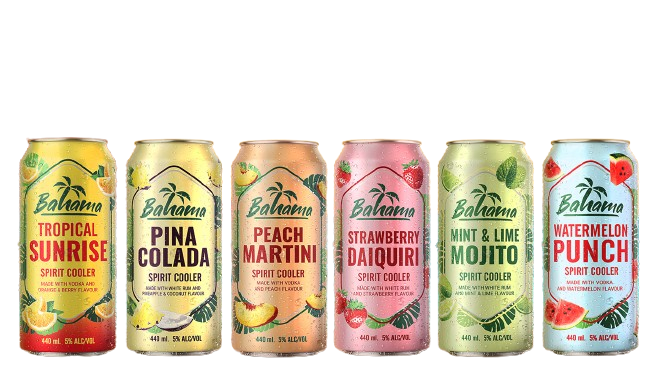 Bahama
TROPICAL
SUNRISE
SPIRIT COOLER
MADE WITH VODKA AND
ORANGE & BERRY FLAVOUR
440 ml. 5% ALC/VOL
Bahama
PINA
COLADA
SPIRIT COOLER
MADE WITH WHITE RUM AND
PINEAPPLE & COCONUT FLAVOUR
440 ml. 5% ALC/VOL
Bahama
PEACH
MARTINI
SPIRIT COOLER
MADE WITH VODKA
AND PEACH FLAVOUR
440 ml. 5% ALC/VOL
Bahama
STRAWBERRY
DAIQUIRI
SPIRIT COOLER
MADE WITH WHITE RUM
AND STRAWBERRY FLAVOUR
440 ml. 5% ALC/VOL
Bahama
MINT & LIME
MOJITO
SPIRIT COOLER
MADE WITH WHITE RUM
AND MINT & LIME FLAVOUR
440 ml. 5% ALC/VOL
Bahama
WATERMELON
PUNCH
SPIRIT COOLER
MADE WITH VODKA
AND WATERMELON FLAVOUR
440 ml. 5% ALC/VOL